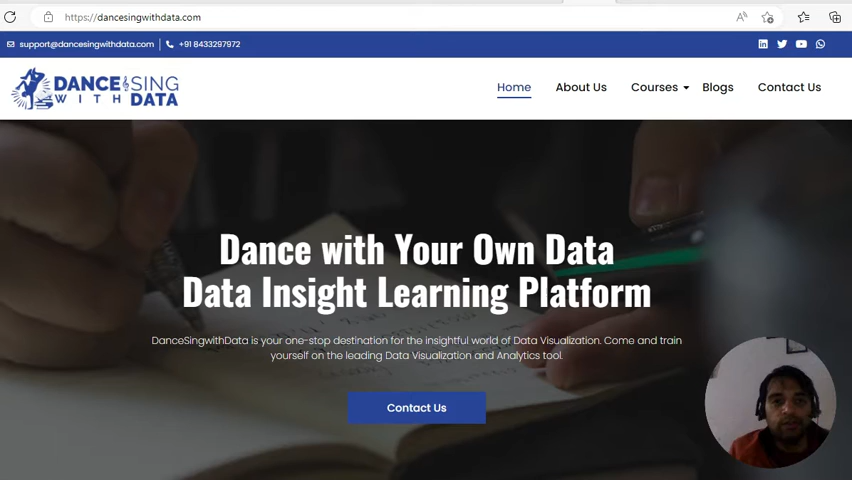 https://dancesingwithdata.com
support@dancesingwithdata.com +91 8433297972
DANCE SING
WITH DATA
Home About Us Courses Blogs Contact Us
Dance with Your Own Data
Data Insight Learning Platform
DanceSingwithData is your one-stop destination for the insightful world of Data Visualization. Come and train
yourself on the leading Data Visualization and Analytics tool.
Contact Us